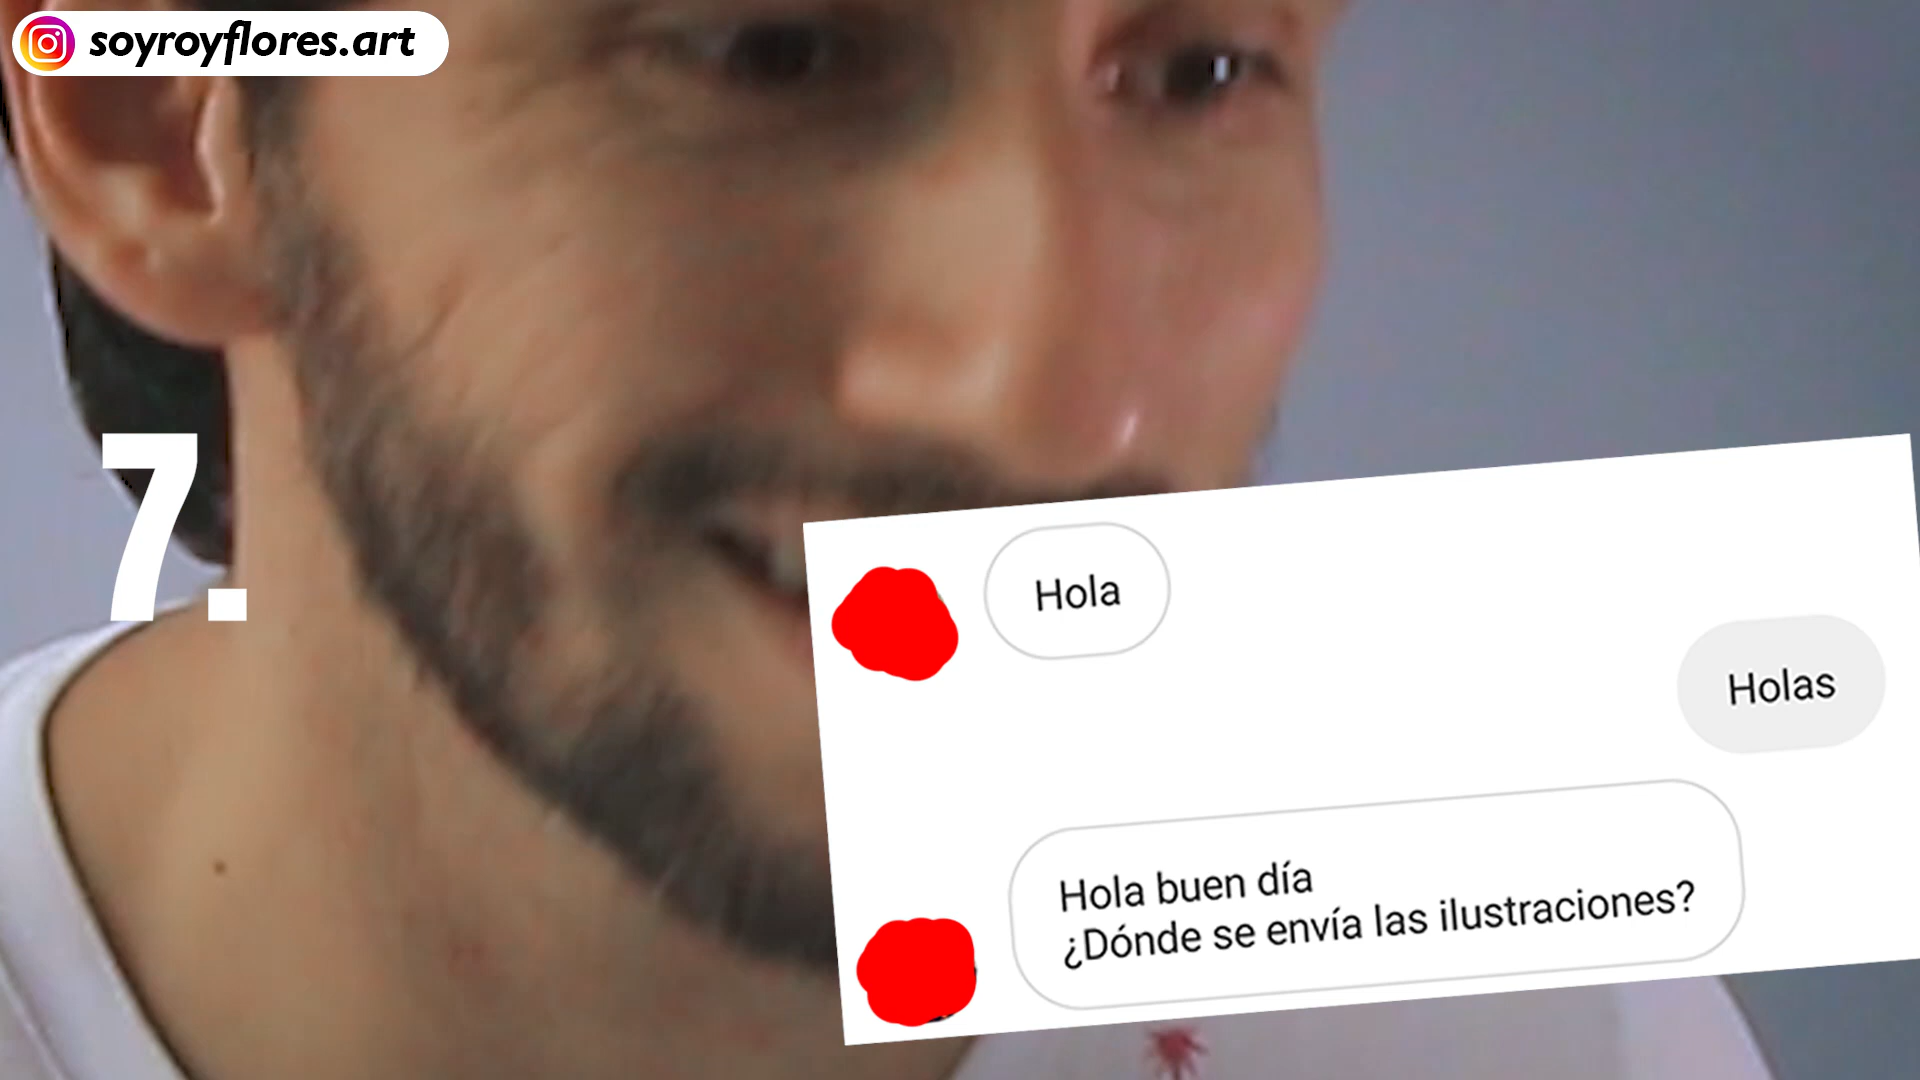 soyroyflores.art
7.
Hola
Holas
Hola buen día
¿Dónde se envía las ilustraciones?